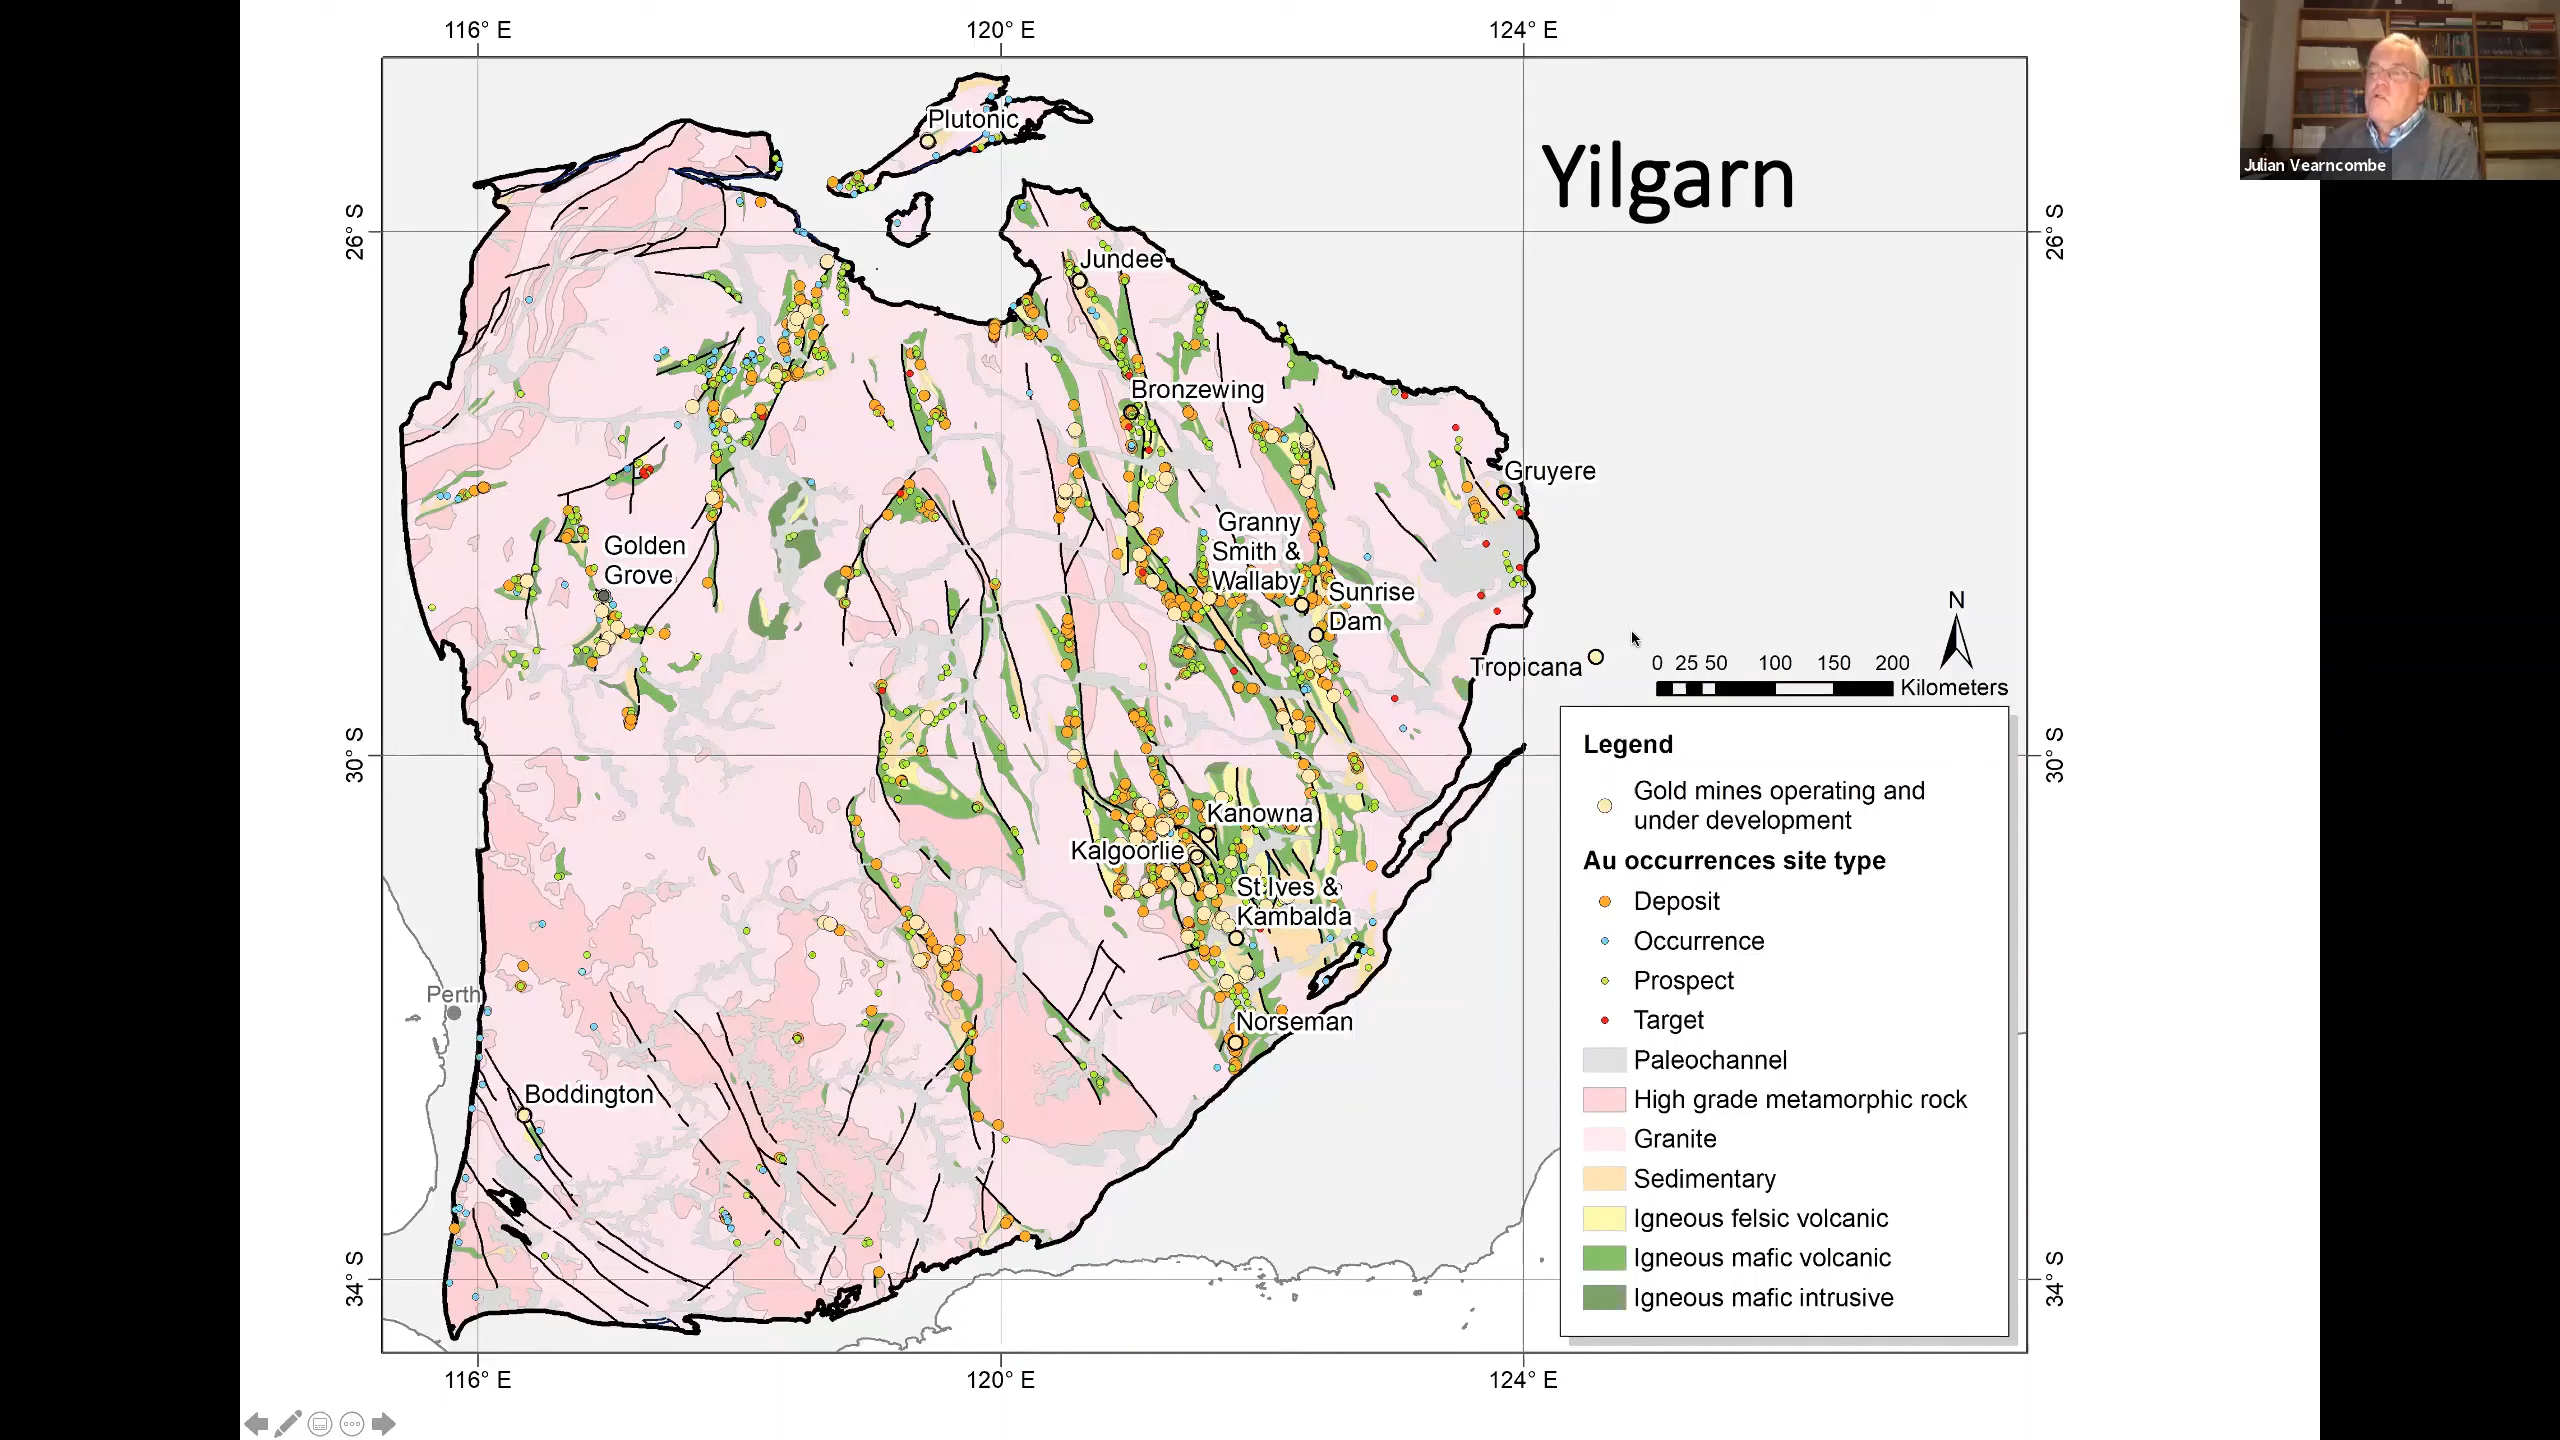 116° E
120° E
124° E
Julian Vearncombe
Plutonic
Yilgarn
26° S
26° S
Jundee
Bronzewing
Gruyere
Granny
Smith &
Wallaby
Golden
Grove
Sunrise
Dam
N
Tropicana
0 25 50 100 150 200
Kilometers
30° S
30° S
Legend
Gold mines operating and
under development
Au occurrences site type
Deposit
Occurrence
Prospect
Target
Paleochannel
High grade metamorphic rock
Granite
Sedimentary
Igneous felsic volcanic
Igneous mafic volcanic
Igneous mafic intrusive
Kanowna
Kalgoorlie
St Ives &
Kambalda
Perth
Norseman
Boddington
34° S
34° S
116° E
120° E
124° E